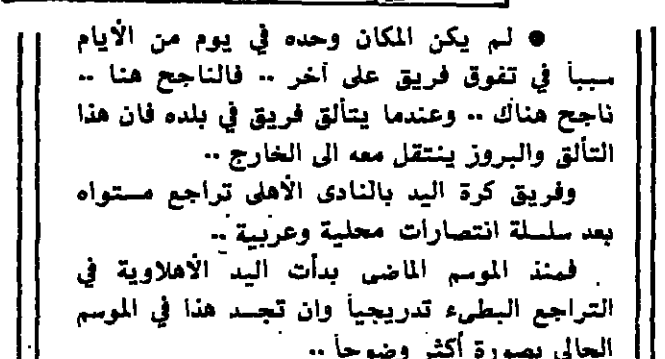 ● لم يكن المكان وحده في يوم من الأيام
سببا في تفوق فريق على آخر .. فالناجح هنا ..
ناجح هناك .. وعندما يتألق فريق في بلده فان هذا
التألق والبروز ينتقل معه الى الخارج ..
وفريق كرة اليد بالنادى الأهلى تراجع مستواه
بعد سلسلة انتصارات محلية وعربية ..
فمنذ الموسم الماضى بدأت اليد الأهلاوية في
التراجع البطىء تدريجياً وان تجسد هذا في الموسم
الحالى بصورة أكثر وضوحا ..